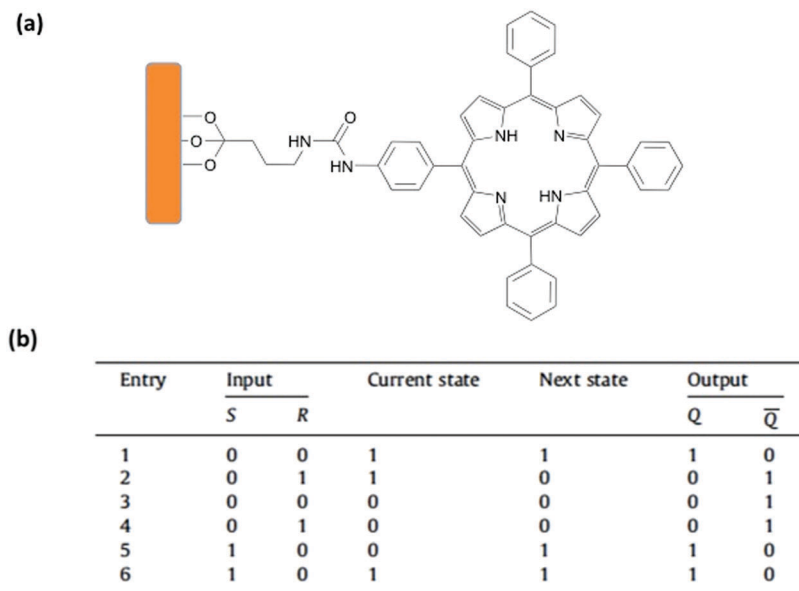 (a)
O
O
O
HN
O
NH
NH
N
N
HN
(b)
Entry Input Current state Next state Output
S R Q Q̅
1 0 0 1 1 1 0
2 0 1 1 0 0 1
3 0 0 0 0 0 1
4 0 1 0 0 0 1
5 1 0 0 1 1 0
6 1 0 1 1 1 0